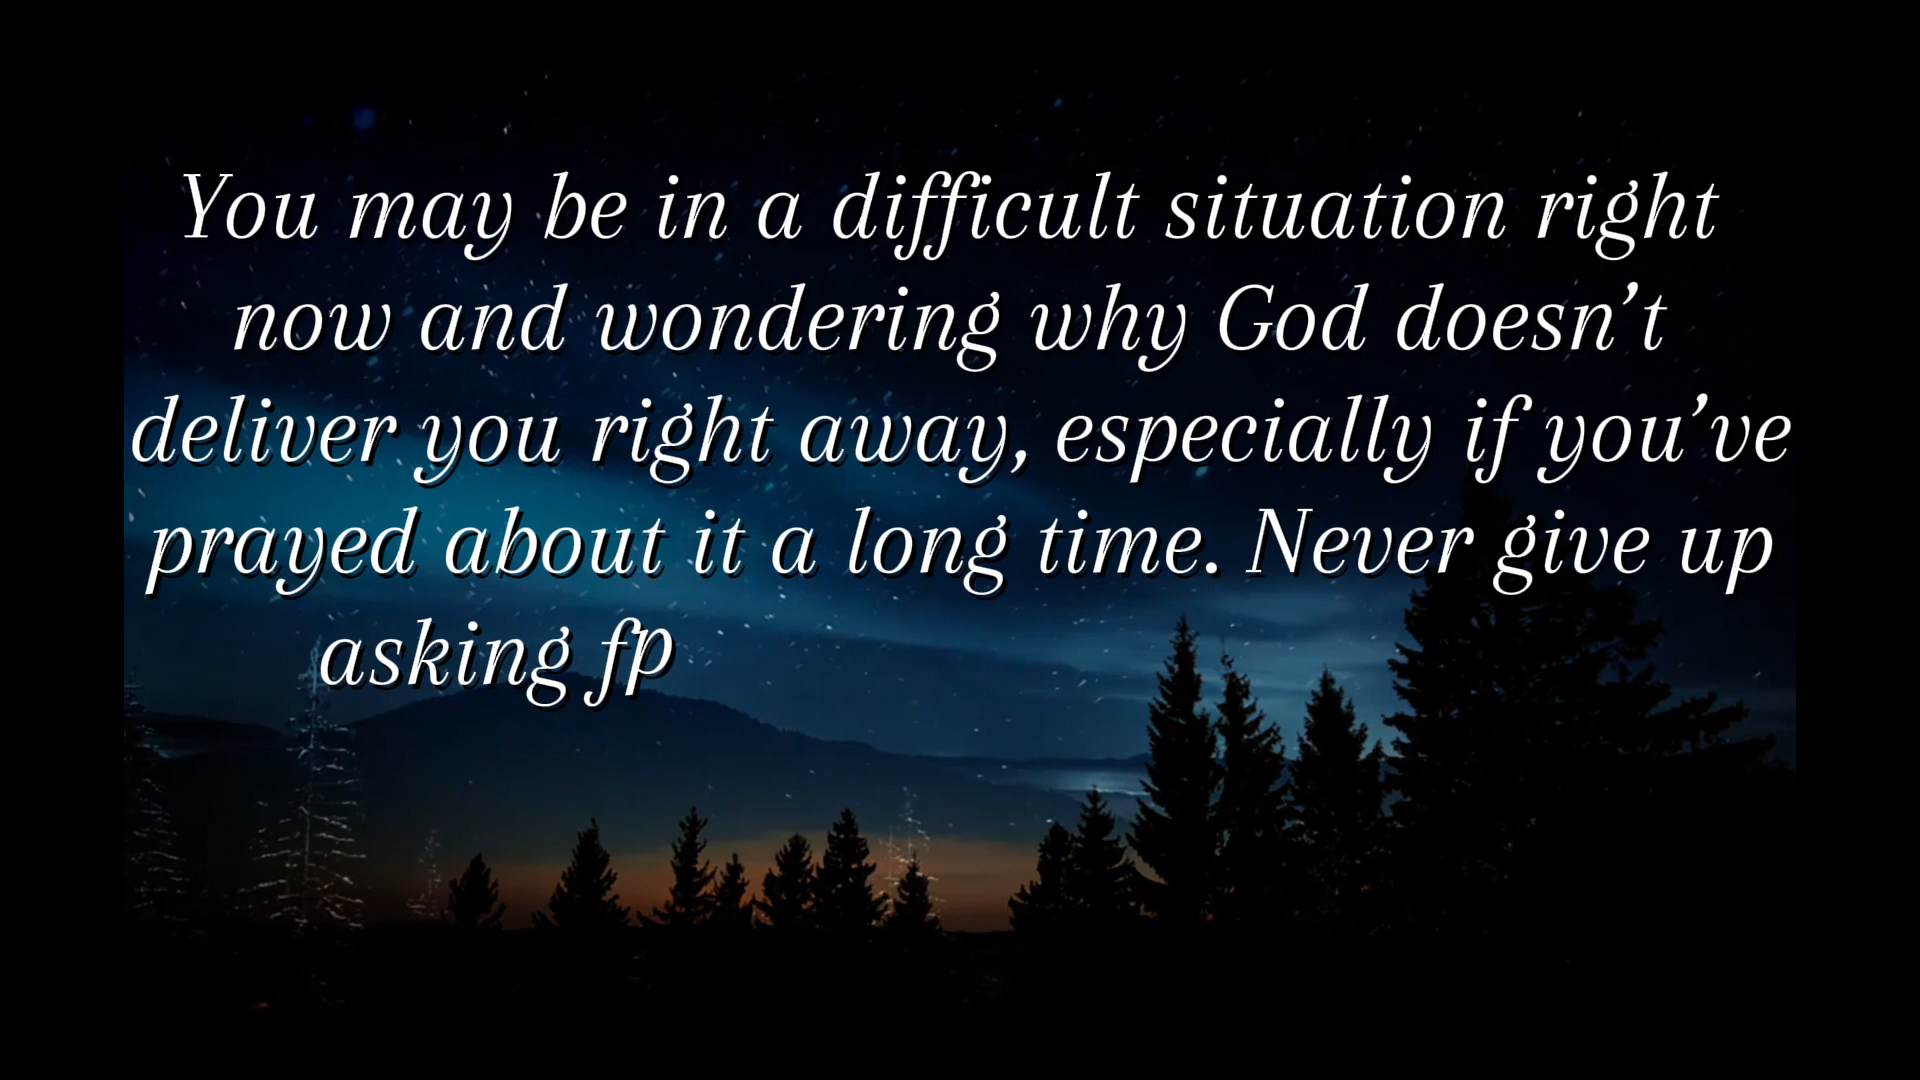 You may be in a difficult situation right
now and wondering why God doesn’t
deliver you right away, especially if you’ve
prayed about it a long time. Never give up
asking fp